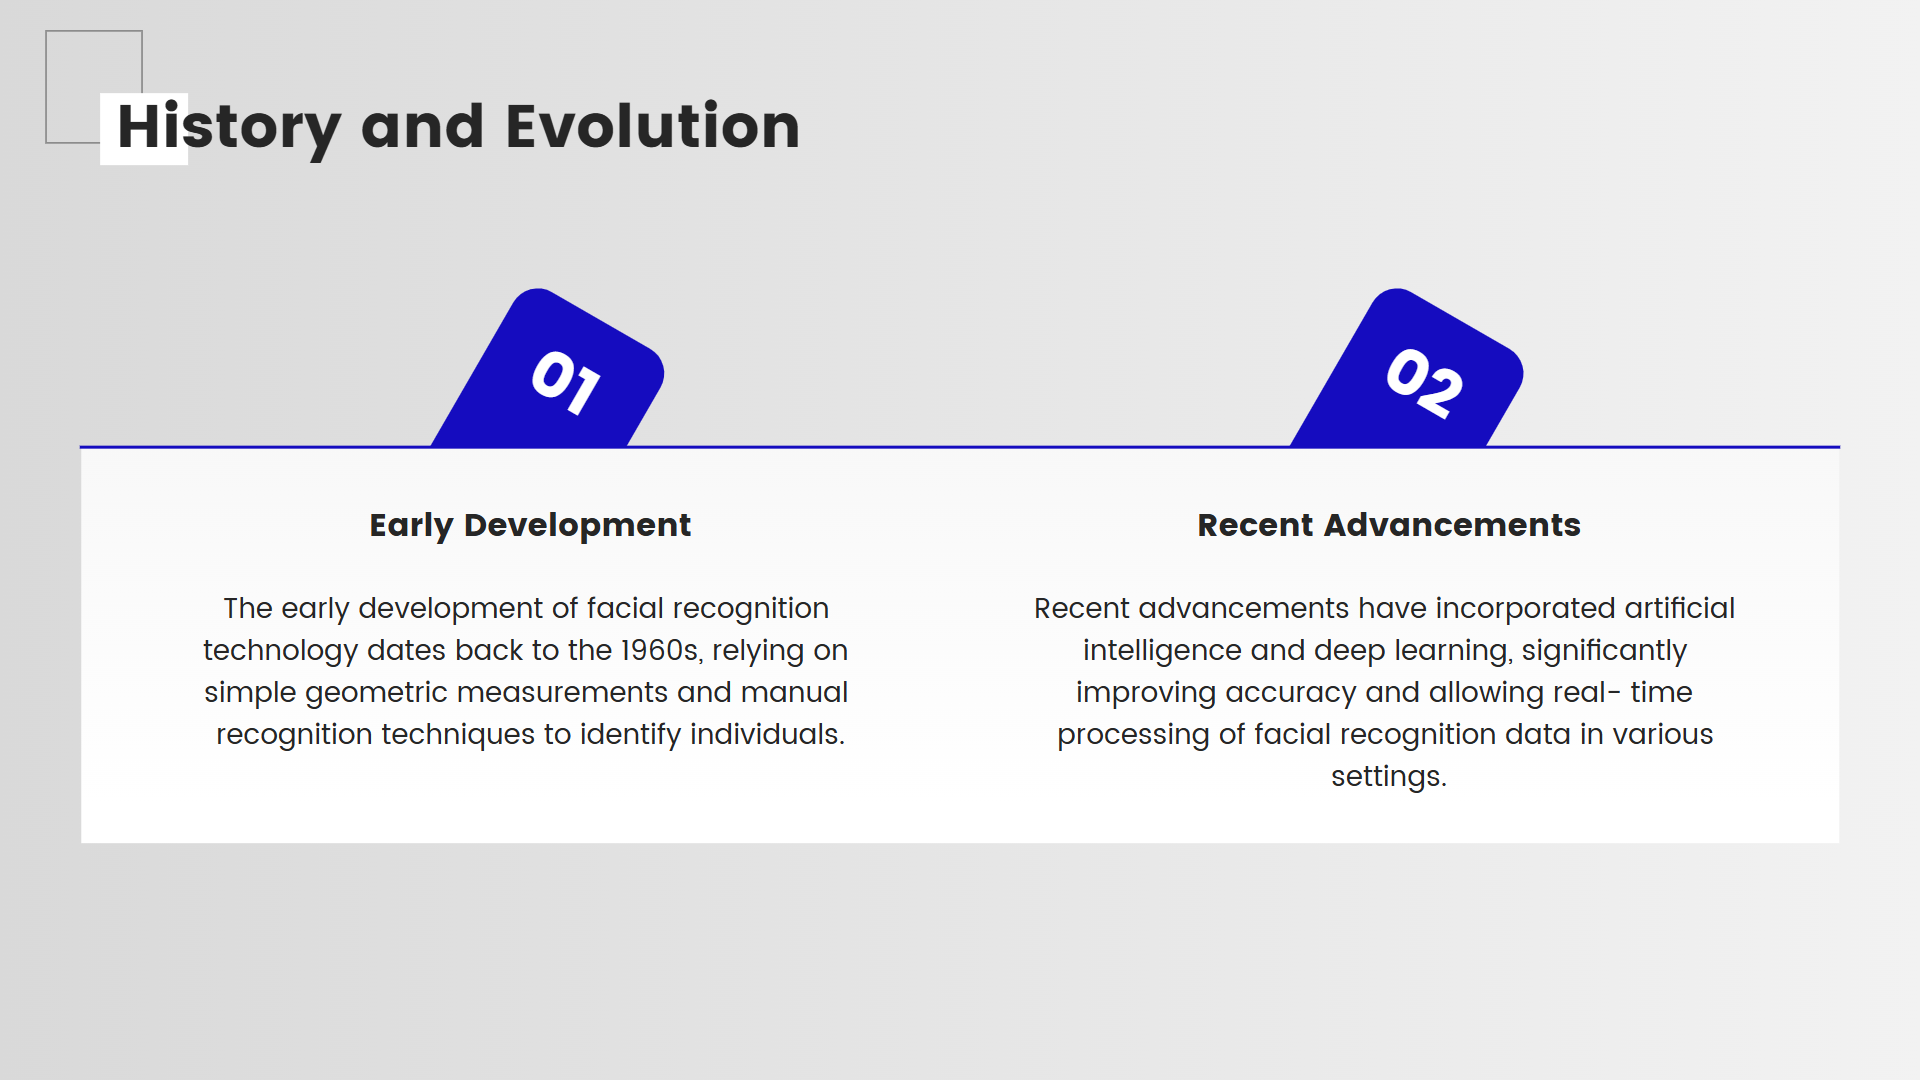 History and Evolution
01
02
Early Development
The early development of facial recognition
technology dates back to the 1960s, relying on
simple geometric measurements and manual
recognition techniques to identify individuals.
Recent Advancements
Recent advancements have incorporated artificial
intelligence and deep learning, significantly
improving accuracy and allowing real- time
processing of facial recognition data in various
settings.